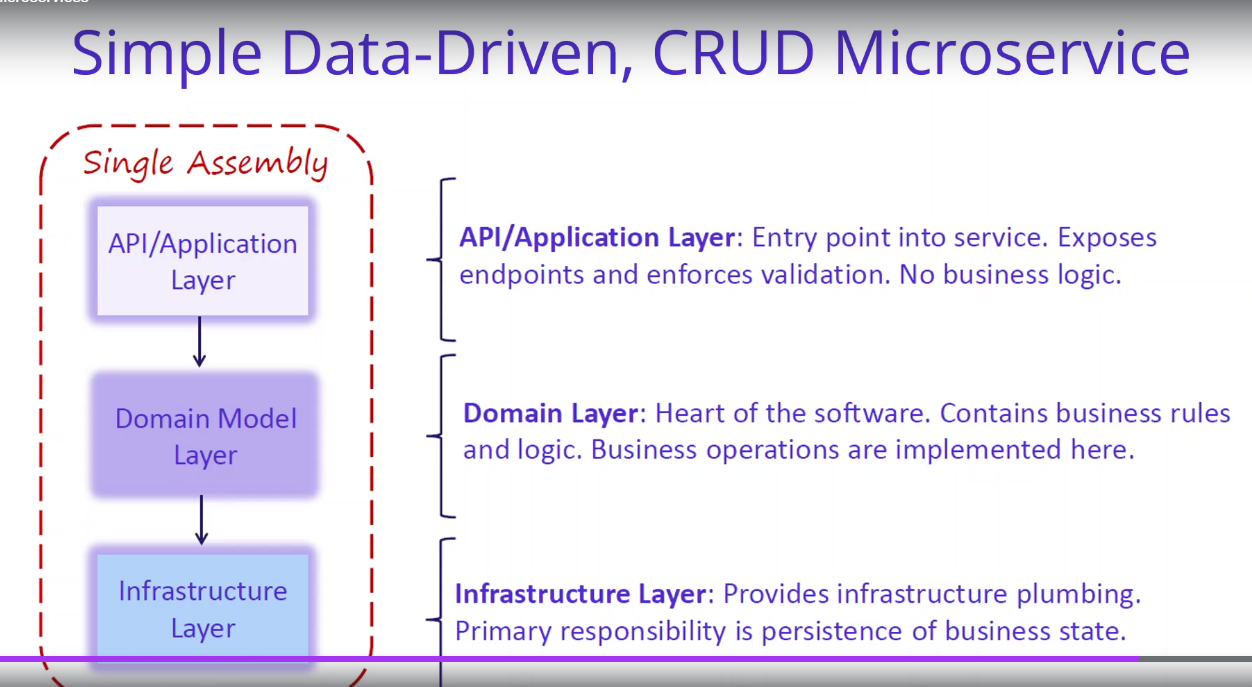 Simple Data-Driven, CRUD Microservice
Single Assembly
API/Application
Layer
API/Application Layer: Entry point into service. Exposes
endpoints and enforces validation. No business logic.
Domain Model
Layer
Domain Layer: Heart of the software. Contains business rules
and logic. Business operations are implemented here.
Infrastructure
Layer
Infrastructure Layer: Provides infrastructure plumbing.
Primary responsibility is persistence of business state.